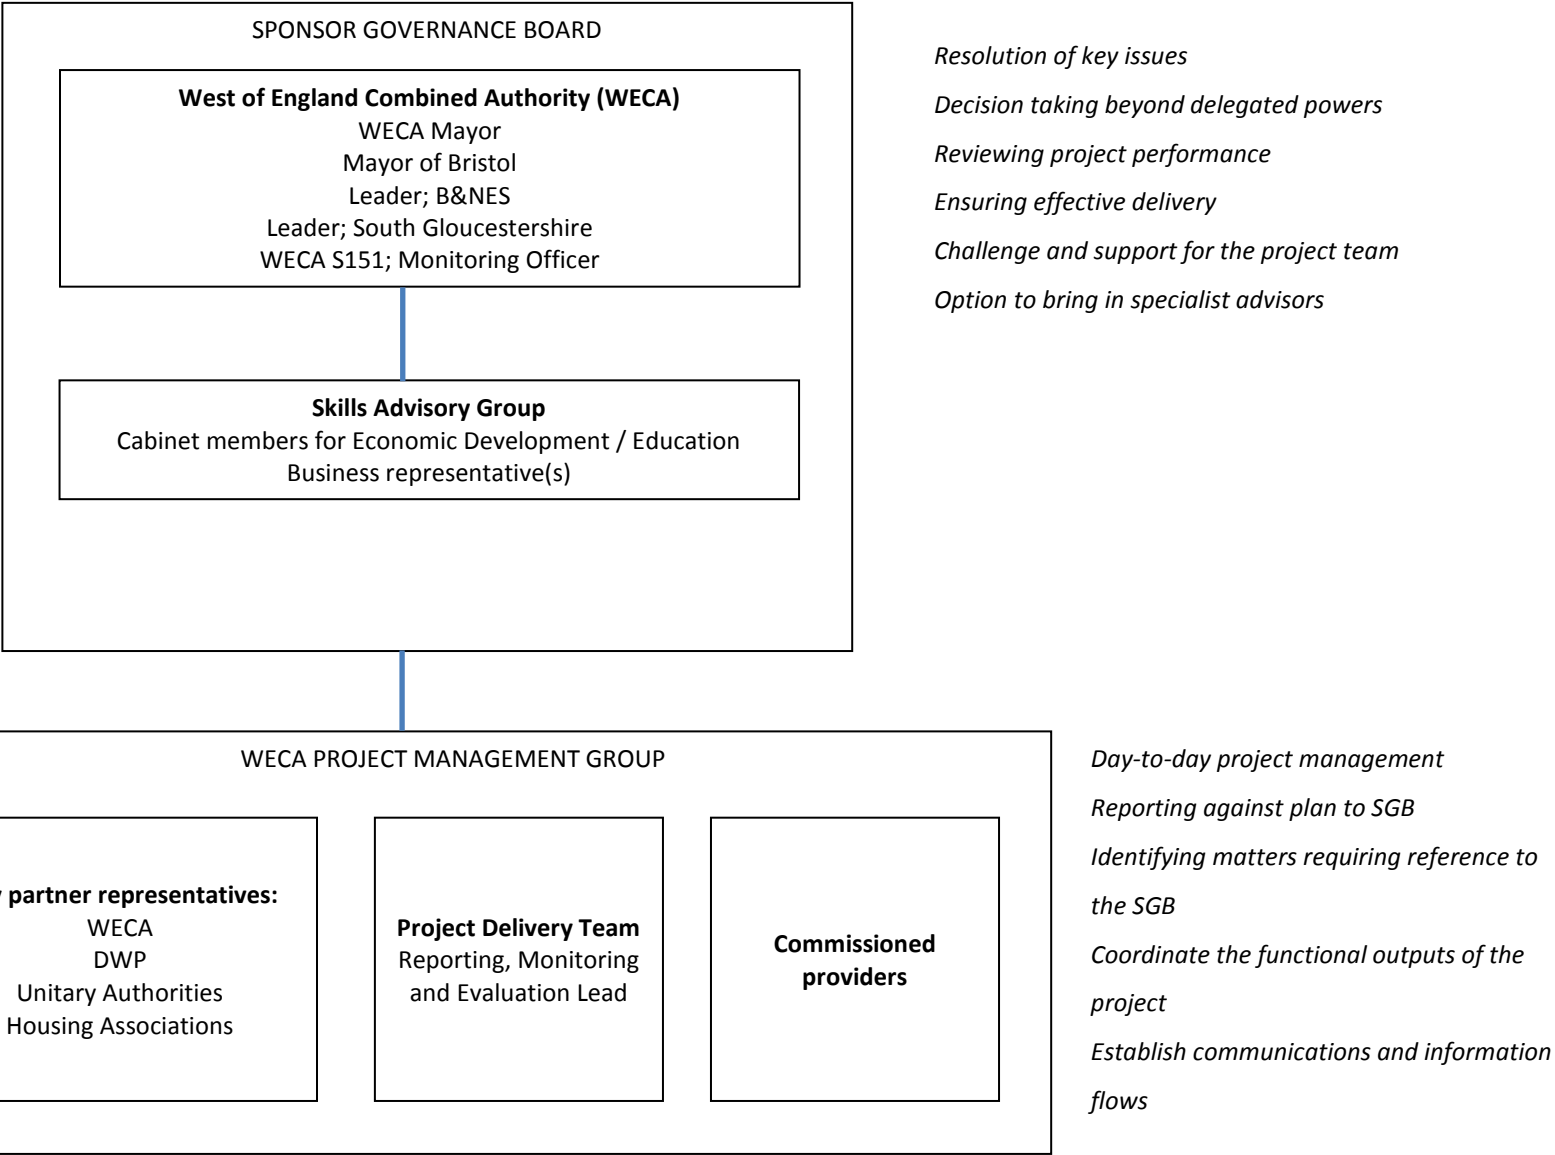 SPONSOR GOVERNANCE BOARD
West of England Combined Authority (WECA)
WECA Mayor
Mayor of Bristol
Leader; B&NES
Leader; South Gloucestershire
WECA S151; Monitoring Officer
Skills Advisory Group
Cabinet members for Economic Development / Education
Business representative(s)
Resolution of key issues
Decision taking beyond delegated powers
Reviewing project performance
Ensuring effective delivery
Challenge and support for the project team
Option to bring in specialist advisors
WECA PROJECT MANAGEMENT GROUP
partner representatives:
WECA
DWP
Unitary Authorities
Housing Associations
Project Delivery Team
Reporting, Monitoring
and Evaluation Lead
Commissioned
providers
Day-to-day project management
Reporting against plan to SGB
Identifying matters requiring reference to
the SGB
Coordinate the functional outputs of the
project
Establish communications and information
flows